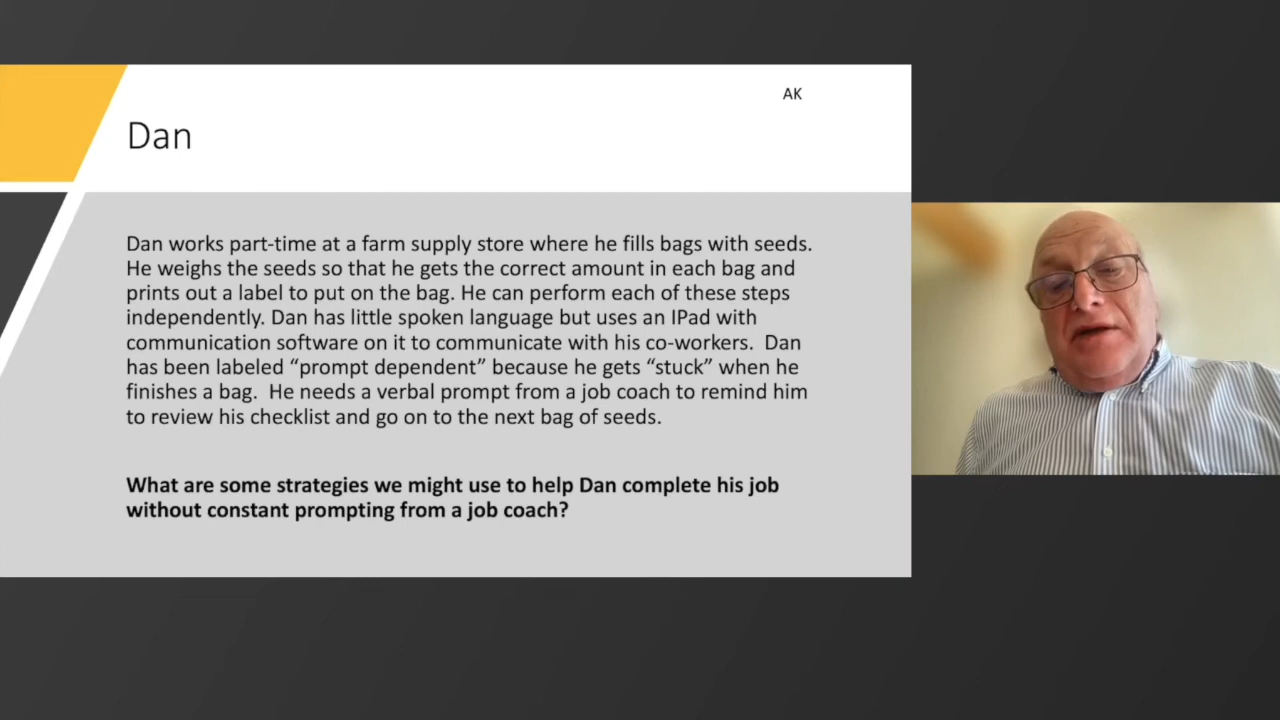 AK
Dan
Dan works part-time at a farm supply store where he fills bags with seeds.
He weighs the seeds so that he gets the correct amount in each bag and
prints out a label to put on the bag. He can perform each of these steps
independently. Dan has little spoken language but uses an IPad with
communication software on it to communicate with his co-workers.  Dan
has been labeled “prompt dependent” because he gets “stuck” when he
finishes a bag.  He needs a verbal prompt from a job coach to remind him
to review his checklist and go on to the next bag of seeds.
What are some strategies we might use to help Dan complete his job
without constant prompting from a job coach?